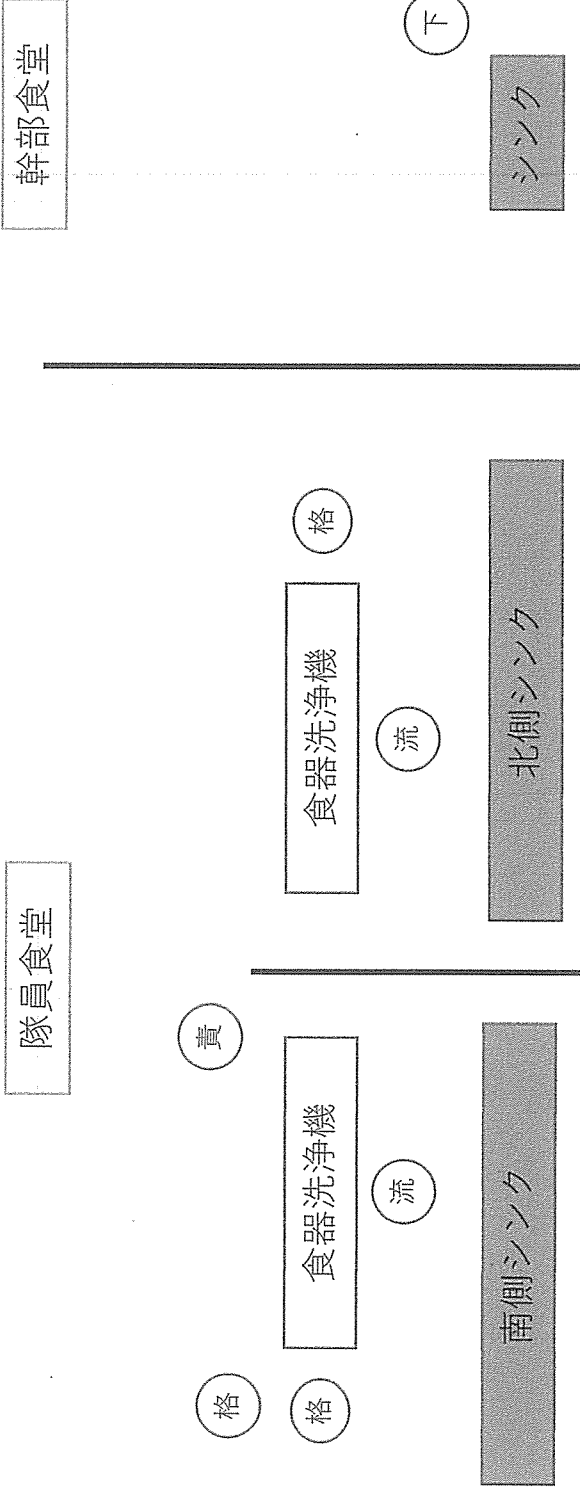 隊員食堂
幹部食堂
格
責
格
食器洗浄機
食器洗浄機
格
流
流
下
南側シンク
北側シンク
シンク